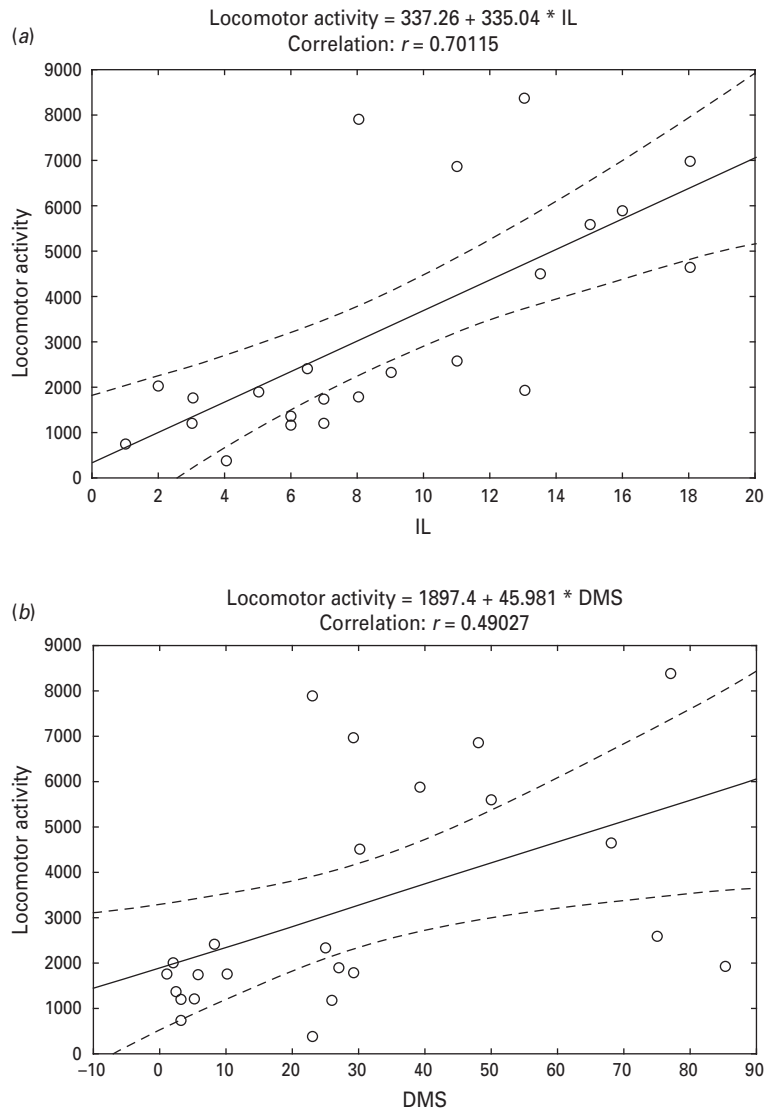 (a)
Locomotor activity = 337.26 + 335.04 * IL
Correlation: r = 0.70115
Locomotor activity
9000
8000
7000
6000
5000
4000
3000
2000
1000
0
0 2 4 6 8 10 12 14 16 18 20
IL
(b)
Locomotor activity = 1897.4 + 45.981 * DMS
Correlation: r = 0.49027
Locomotor activity
9000
8000
7000
6000
5000
4000
3000
2000
1000
0
–10 0 10 20 30 40 50 60 70 80 90
DMS